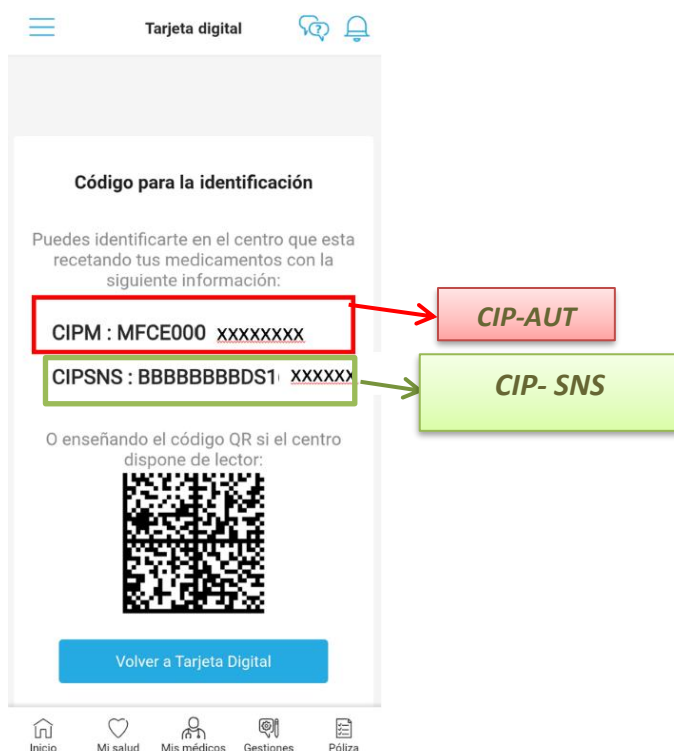 Tarjeta digital
Código para la identificación
Puedes identificarte en el centro que esta
recetando tus medicamentos con la
siguiente información:
CIPM : MFCE000 xxxxxxxx
CIP-AUT
CIPSNS : BBBBBBBBDS1 xxxxxx
CIP- SNS
O enseñando el código QR si el centro
dispone de lector:
Volver a Tarjeta Digital
Inicio Mi salud Mis médicos Gestiones Póliza